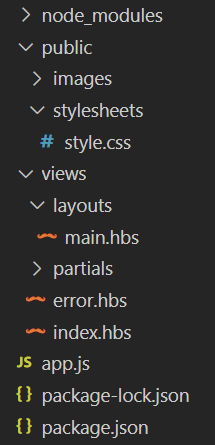 node_modules
public
images
stylesheets
# style.css
views
layouts
main.hbs
partials
error.hbs
index.hbs
JS app.js
{} package-lock.json
{} package.json